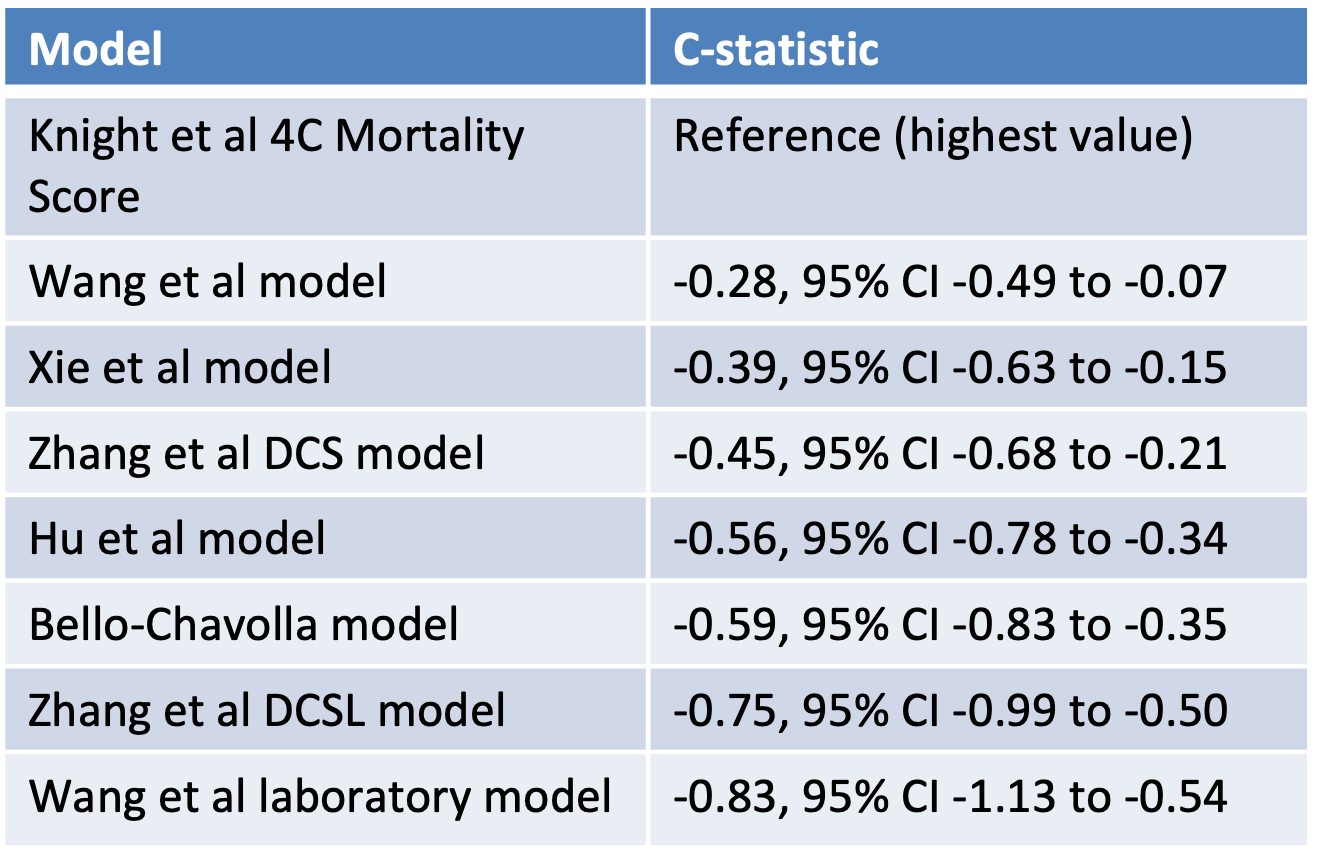 Model C-statistic
Knight et al 4C Mortality Reference (highest value)
Score
Wang et al model -0.28, 95% CI -0.49 to -0.07
Xie et al model -0.39, 95% CI -0.63 to -0.15
Zhang et al DCS model -0.45, 95% CI -0.68 to -0.21
Hu et al model -0.56, 95% CI -0.78 to -0.34
Bello-Chavolla model -0.59, 95% CI -0.83 to -0.35
Zhang et al DCSL model -0.75, 95% CI -0.99 to -0.50
Wang et al laboratory model -0.83, 95% CI -1.13 to -0.54